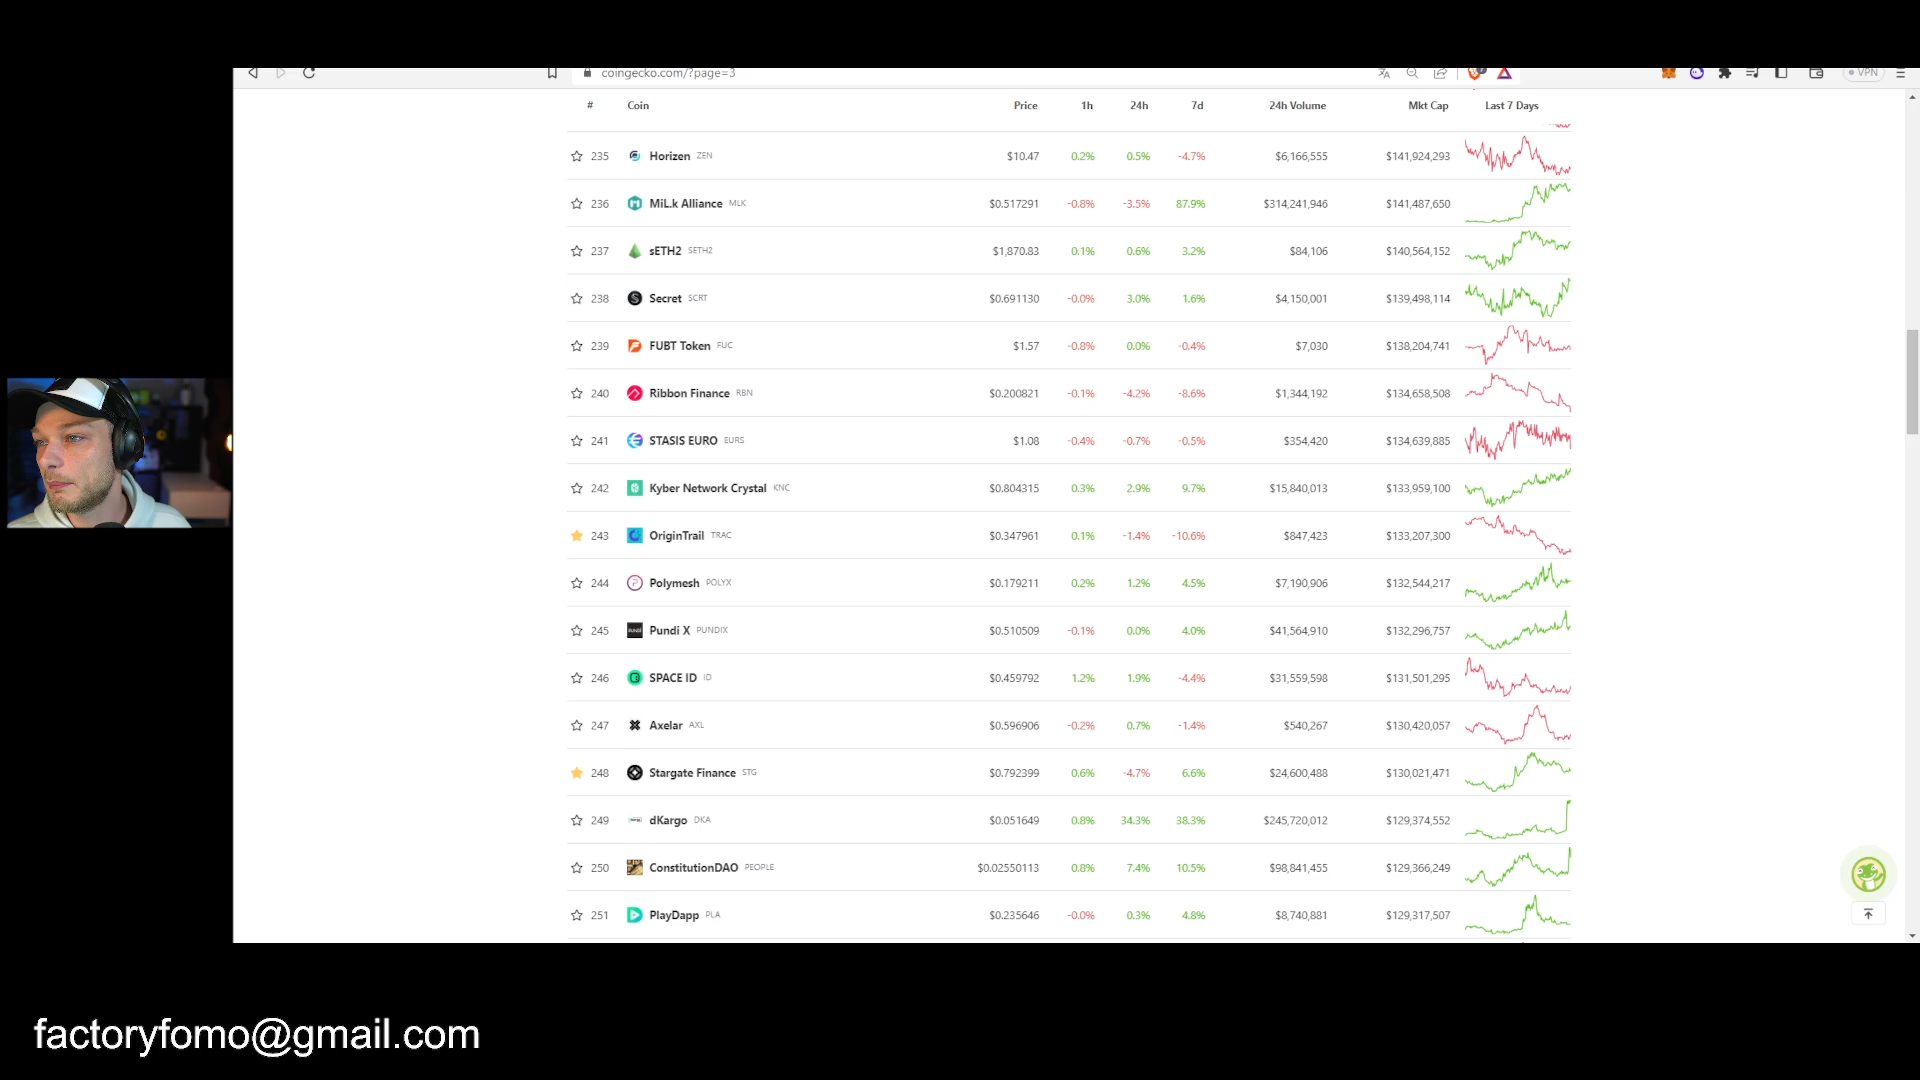 coingecko.com/?page=3
VPN
# Coin Price 1h 24h 7d 24h Volume Mkt Cap Last 7 Days
235 Horizen ZEN $10.47 0.2% 0.5% -4.7% $6,166,555 $141,924,293
236 MiL.k Alliance MLK $0.517291 -0.8% -3.5% 87.9% $314,241,946 $141,487,650
237 sETH2 SETH2 $1,870.83 0.1% 0.6% 3.2% $84,106 $140,564,152
238 Secret SCRT $0.691130 -0.0% 3.0% 1.6% $4,150,001 $139,498,114
239 FUBT Token FUC $1.57 -0.8% 0.0% -0.4% $7,030 $138,204,741
240 Ribbon Finance RBN $0.200821 -0.1% -4.2% -8.6% $1,344,192 $134,658,508
241 STASIS EURO EURS $1.08 -0.4% -0.7% -0.5% $354,420 $134,639,885
242 Kyber Network Crystal KNC $0.804315 0.3% 2.9% 9.7% $15,840,013 $133,959,100
243 OriginTrail TRAC $0.347961 0.1% -1.4% -10.6% $847,423 $133,207,300
244 Polymesh POLYX $0.179211 0.2% 1.2% 4.5% $7,190,906 $132,544,217
245 Pundi X PUNDIX $0.510509 -0.1% 0.0% 4.0% $41,564,910 $132,296,757
246 SPACE ID ID $0.459792 1.2% 1.9% -4.4% $31,559,598 $131,501,295
247 Axelar AXL $0.596906 -0.2% 0.7% -1.4% $540,267 $130,420,057
248 Stargate Finance STG $0.792399 0.6% -4.7% 6.6% $24,600,488 $130,021,471
249 dKargo DKA $0.051649 0.8% 34.3% 38.3% $245,720,012 $129,374,552
250 ConstitutionDAO PEOPLE $0.02550113 0.8% 7.4% 10.5% $98,841,455 $129,366,249
251 PlayDapp PLA $0.235646 -0.0% 0.3% 4.8% $8,740,881 $129,317,507
factoryfomo@gmail.com